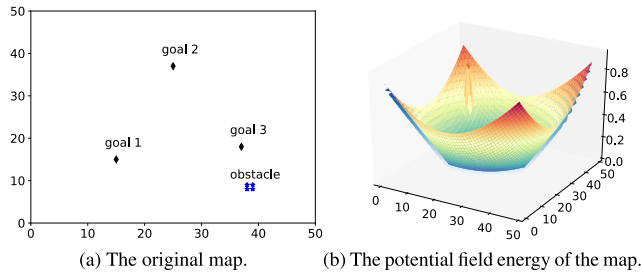 50
40
30
20
10
0
goal 2
goal 1
goal 3
obstacle
0 10 20 30 40 50
(a) The original map.
0.8
0.6
0.4
0.2
0.0
50
40
30
20
10
0
0 10 20 30 40 50
(b) The potential field energy of the map.